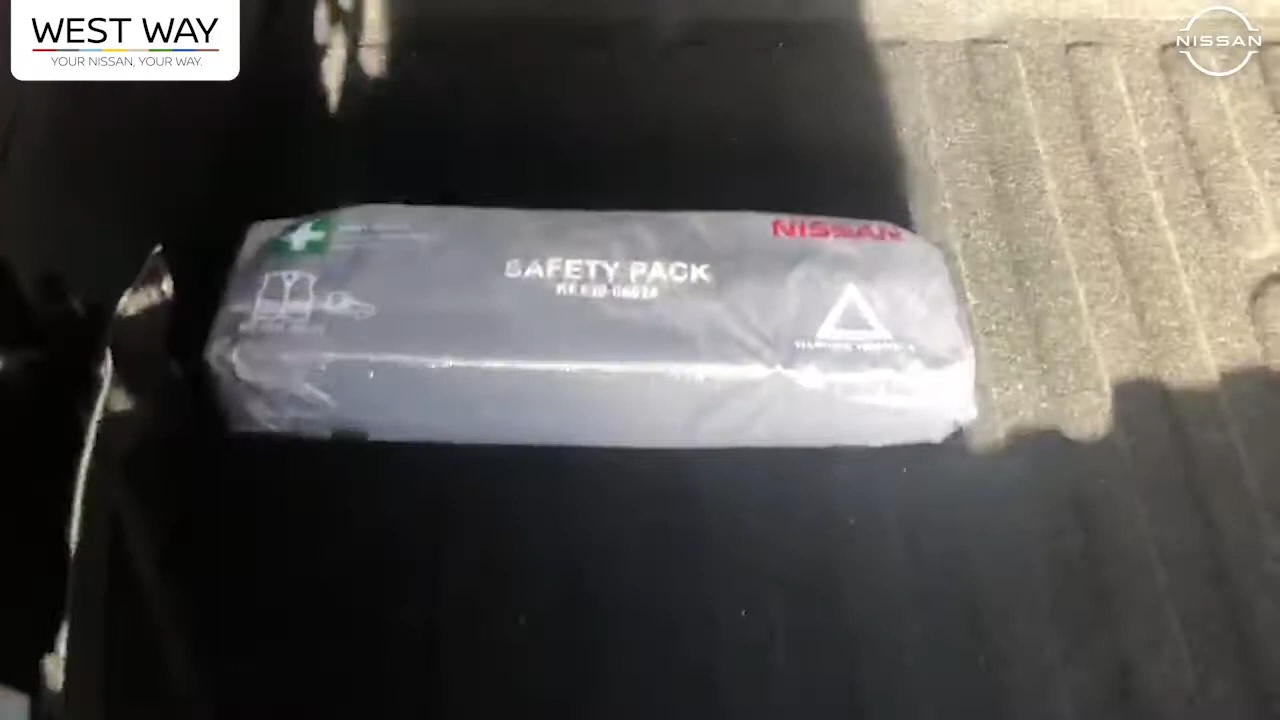 WEST WAY
YOUR NISSAN, YOUR WAY.
NISSAN
NISSAN
SAFETY PACK